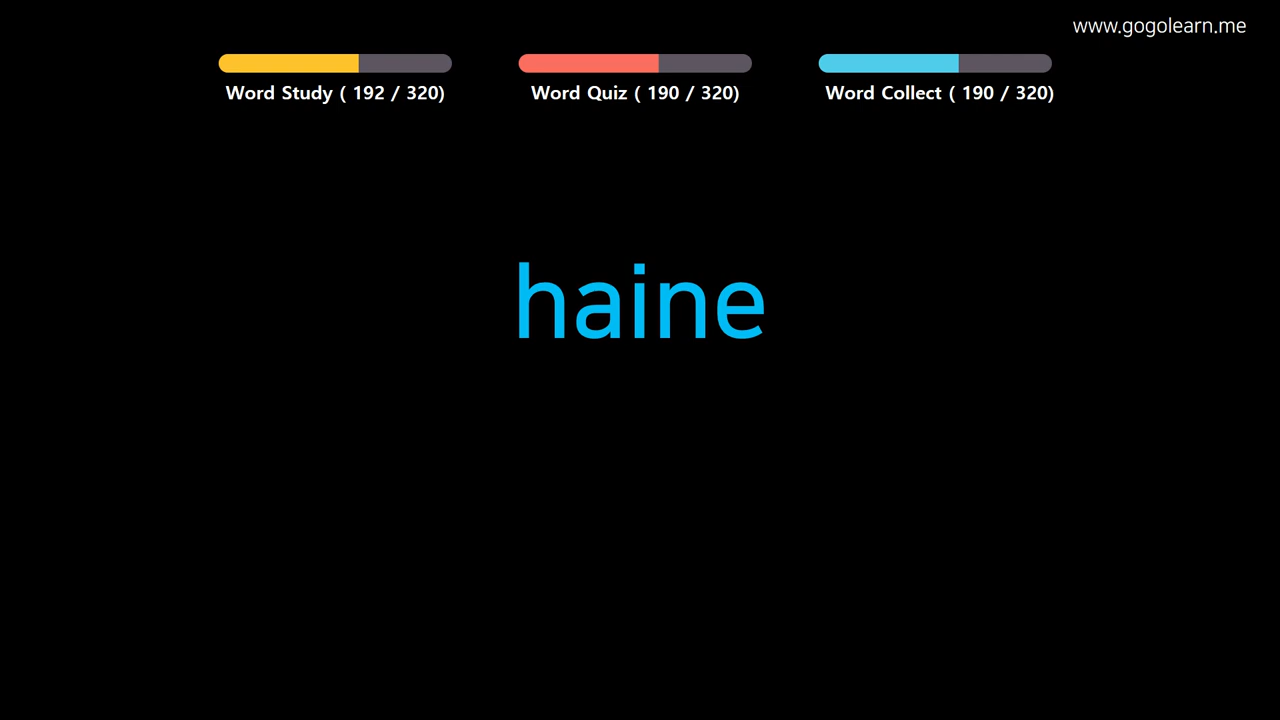 www.gogolearn.me
Word Study ( 192 / 320)
Word Quiz ( 190 / 320)
Word Collect ( 190 / 320)
haine